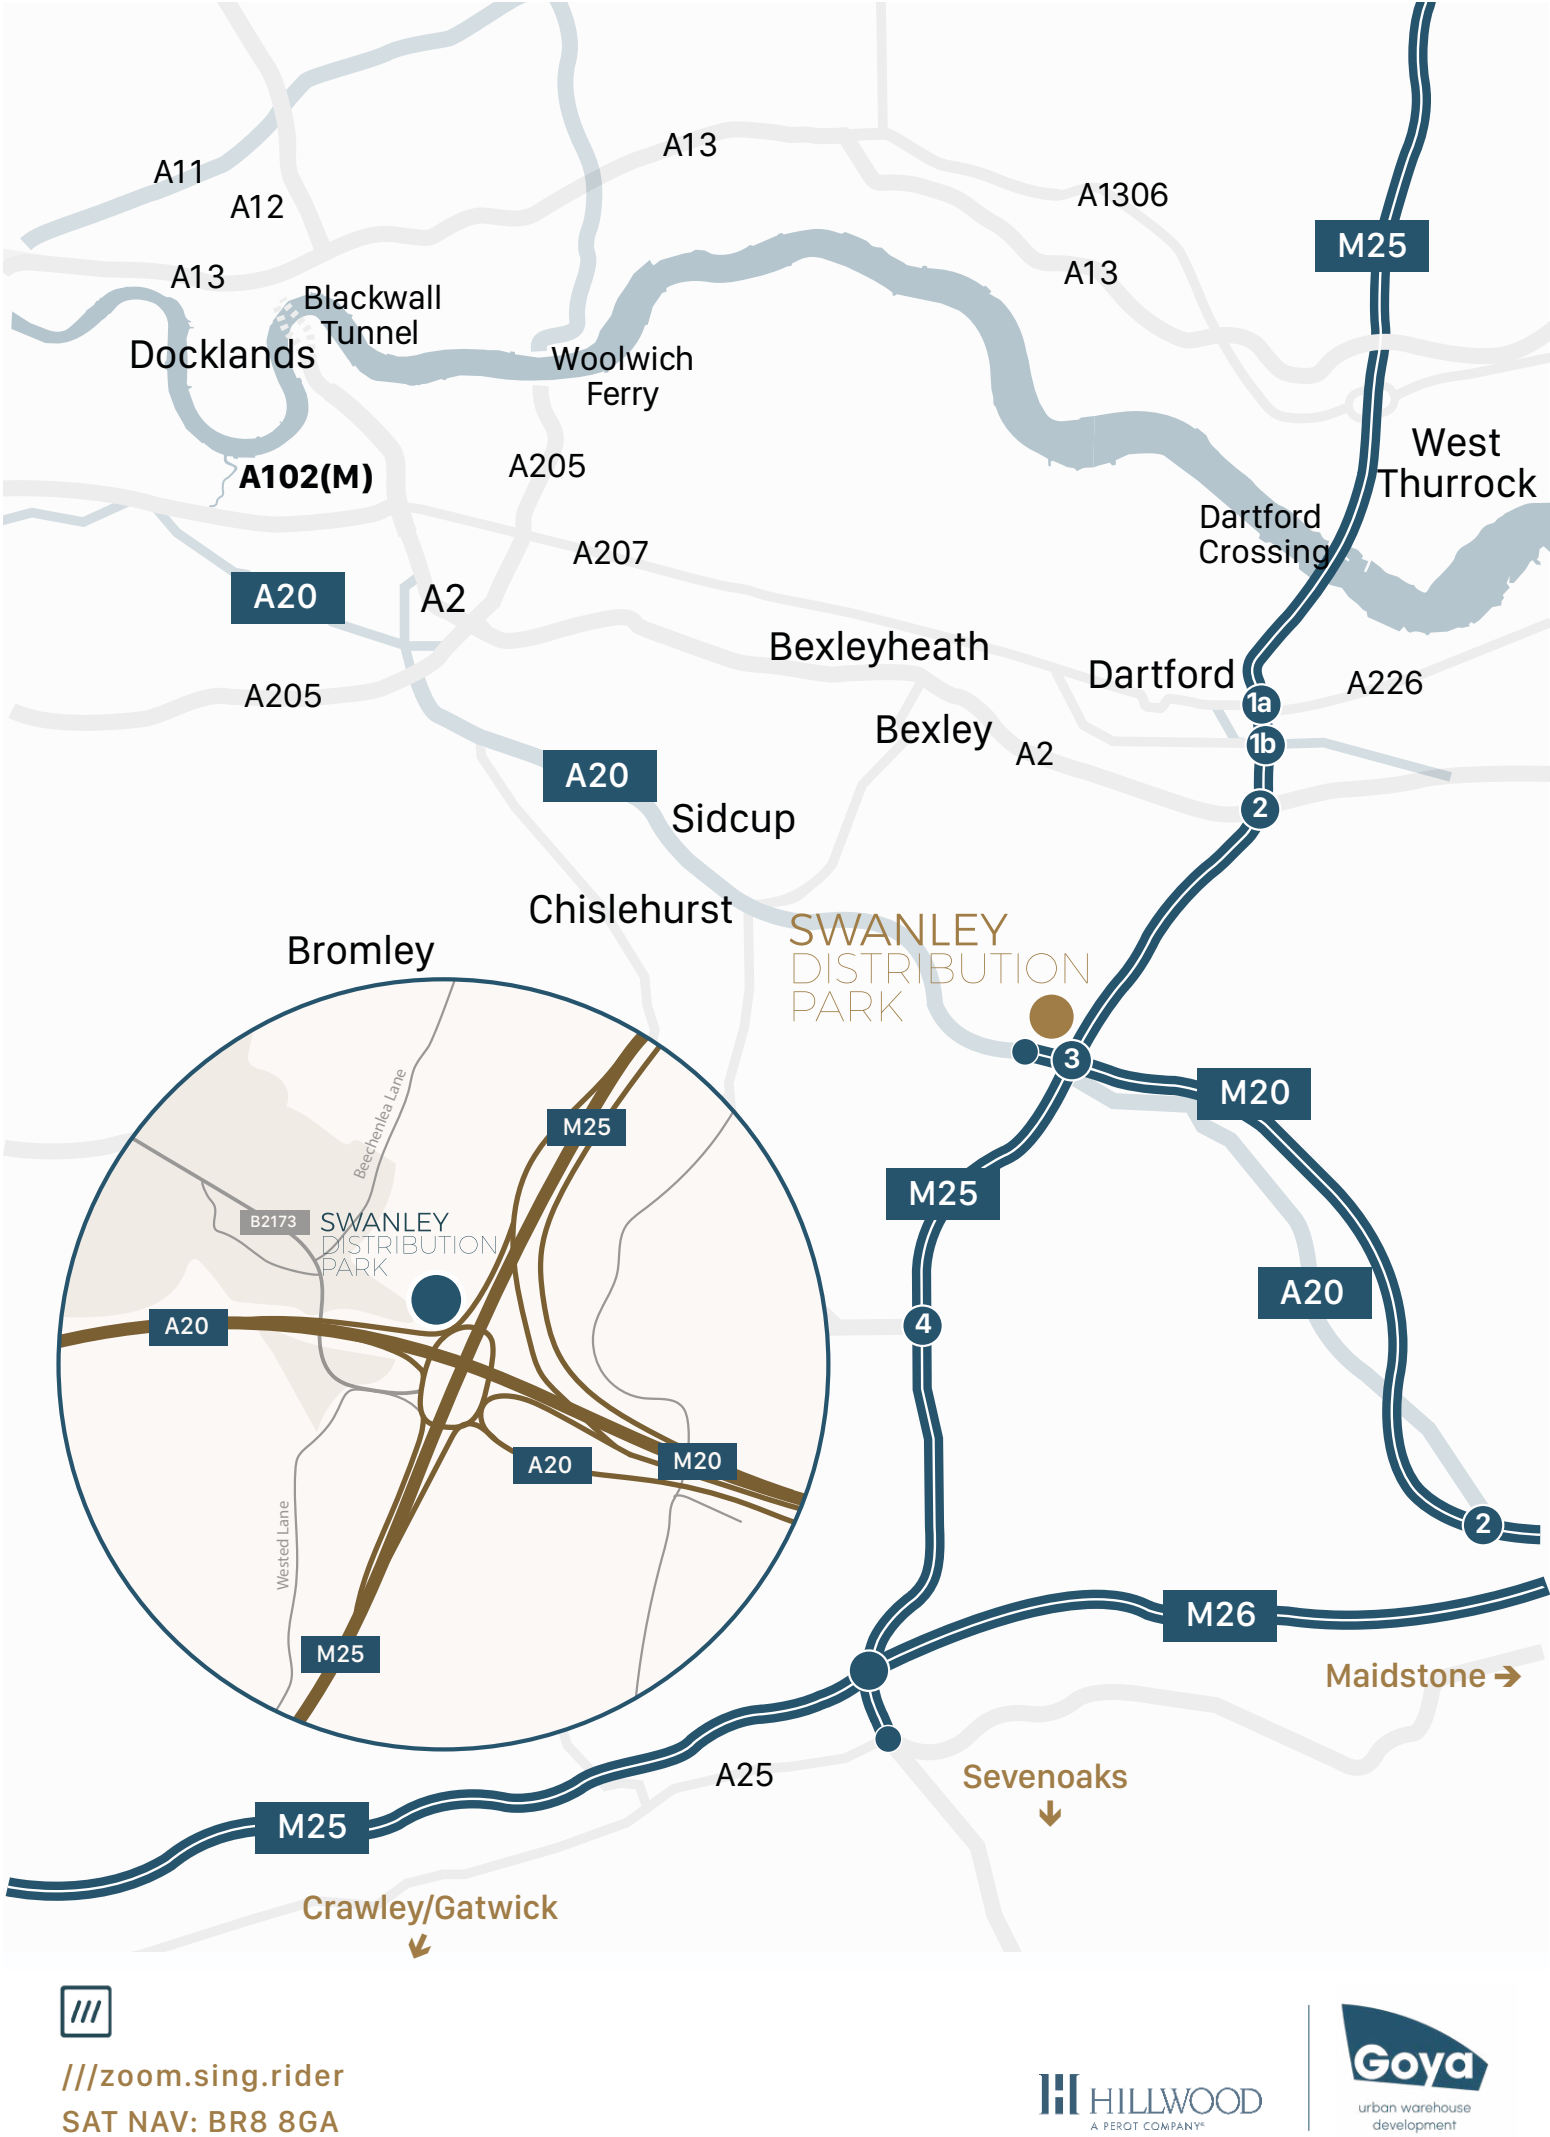 A11
A12
A13
A13
A1306
A13
M25
Blackwall
Tunnel
Docklands
Woolwich
Ferry
A102(M)
A205
West
Thurrock
Dartford
Crossing
A207
A20
A2
A205
Bexleyheath
Dartford
A226
1a
1b
Bexley
A2
A20
Sidcup
2
Chislehurst
Bromley
SWANLEY
DISTRIBUTION
PARK
3
M20
M25
A20
4
2
M26
Maidstone
A25
Sevenoaks
M25
Crawley/Gatwick
Beechenlea Lane
M25
B2173
SWANLEY
DISTRIBUTION
PARK
A20
A20
M20
Wested Lane
M25
///
///zoom.sing.rider
SAT NAV: BR8 8GA
HILLWOOD
A PEROT COMPANY®
Goya
urban warehouse
development